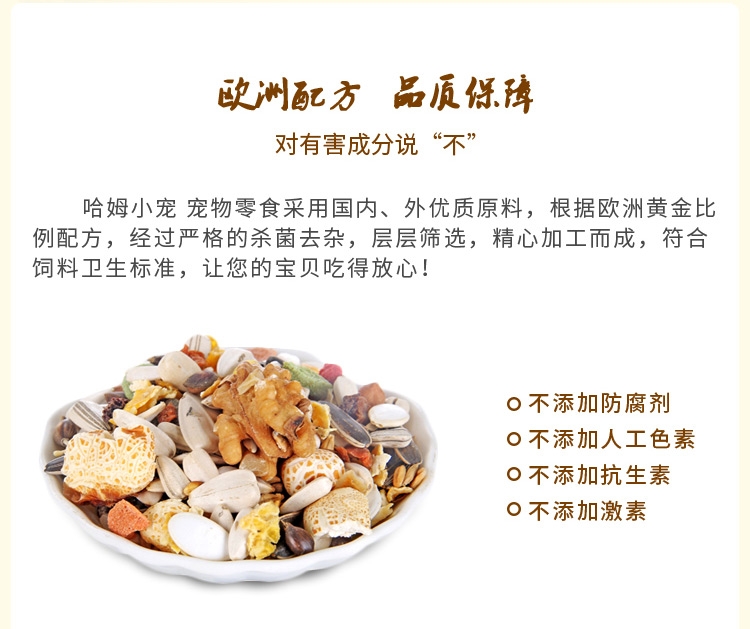 欧洲配方 品质保障
对有害成分说“不”
哈姆小宠 宠物零食采用国内、外优质原料，根据欧洲黄金比
例配方，经过严格的杀菌去杂，层层筛选，精心加工而成，符合
饲料卫生标准，让您的宝贝吃得放心！
不添加防腐剂
不添加人工色素
不添加抗生素
不添加激素